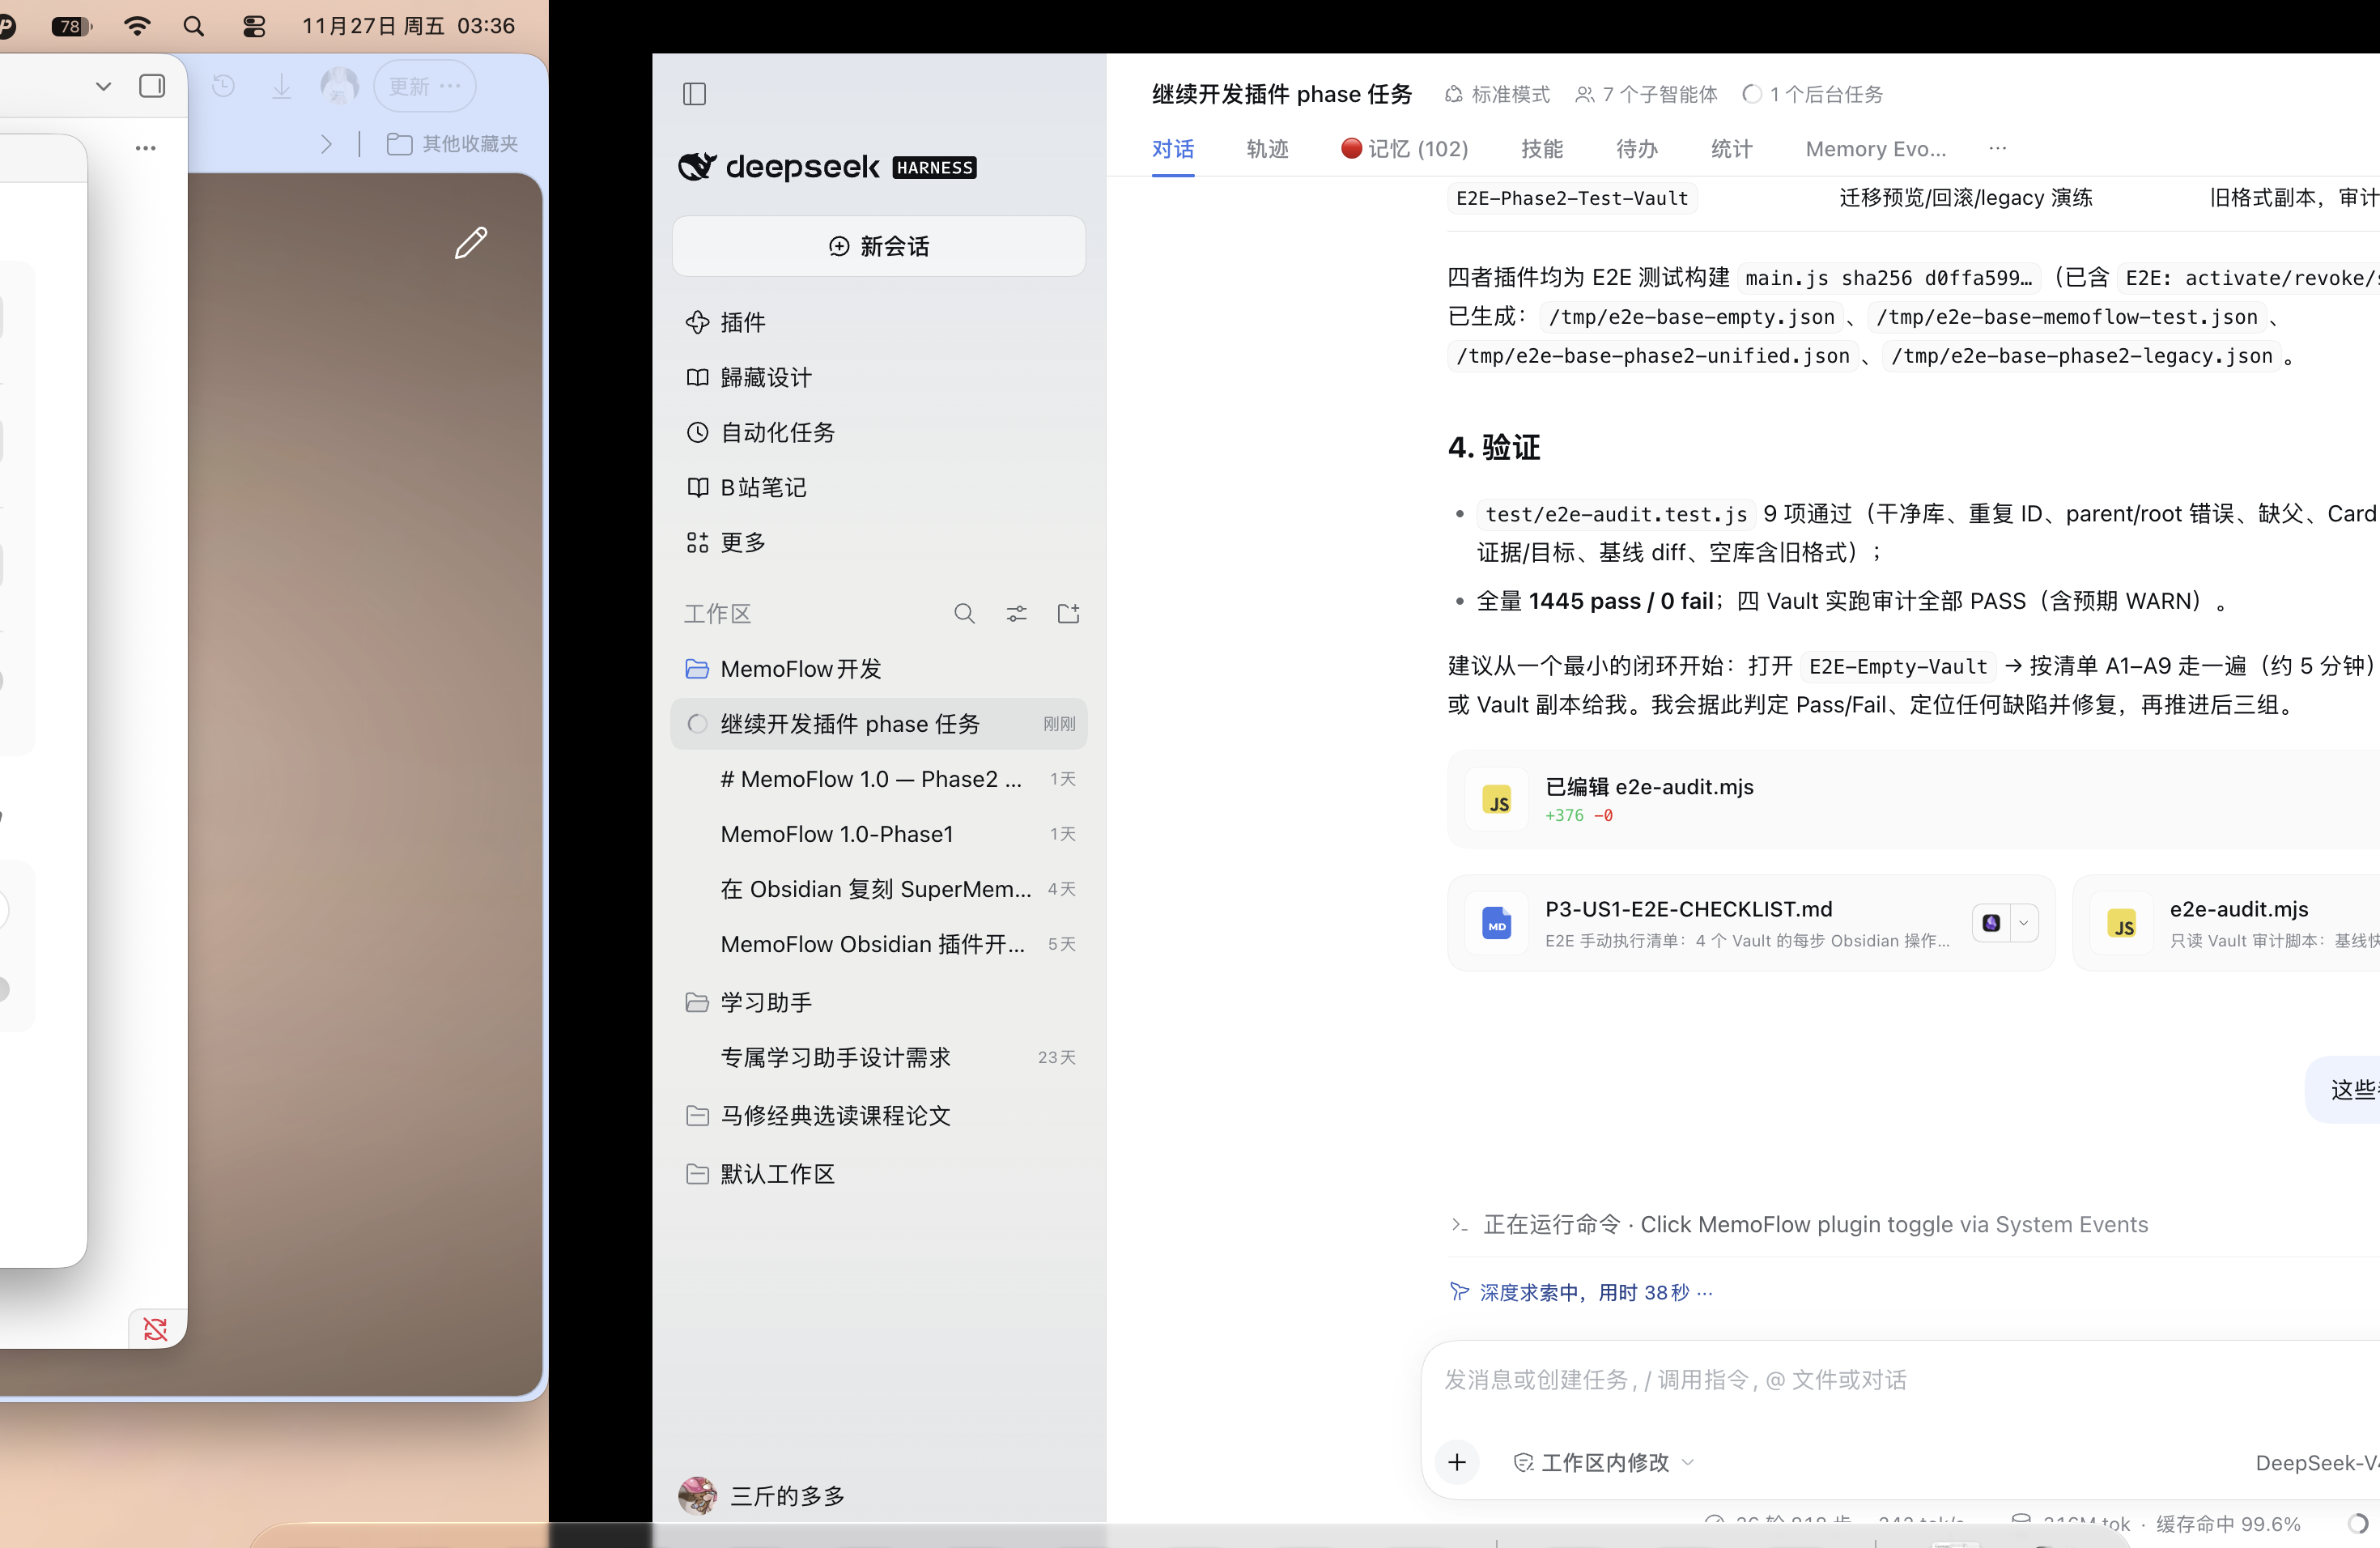 78
11月27日 周五 03:36
更新
其他收藏夹
deepseek HARNESS
新会话
插件
歸藏设计
自动化任务
B站笔记
更多
工作区
MemoFlow 开发
继续开发插件 phase 任务 刚刚
# MemoFlow 1.0 — Phase2 ... 1天
MemoFlow 1.0-Phase1 1天
在 Obsidian 复刻 SuperMem... 4天
MemoFlow Obsidian 插件开... 5天
学习助手
专属学习助手设计需求 23天
马修经典选读课程论文
默认工作区
三斤的多多
继续开发插件 phase 任务 标准模式 7 个子智能体 1 个后台任务
对话 轨迹 记忆 (102) 技能 待办 统计 Memory Evo... ...
E2E-Phase2-Test-Vault 迁移预览/回滚/legacy 演练 旧格式副本，审计
四者插件均为 E2E 测试构建 main.js sha256 d0ffa599… （已含 E2E: activate/revoke/
已生成： /tmp/e2e-base-empty.json 、 /tmp/e2e-base-memoflow-test.json 、
/tmp/e2e-base-phase2-unified.json 、 /tmp/e2e-base-phase2-legacy.json 。
4. 验证
• test/e2e-audit.test.js 9 项通过（干净库、重复 ID、parent/root 错误、缺父、Card
证据/目标、基线 diff、空库含旧格式）；
• 全量 1445 pass / 0 fail；四 Vault 实跑审计全部 PASS（含预期 WARN）。
建议从一个最小的闭环开始：打开 E2E-Empty-Vault → 按清单 A1–A9 走一遍（约 5 分钟）
或 Vault 副本给我。我会据此判定 Pass/Fail、定位任何缺陷并修复，再推进后三组。
JS
已编辑 e2e-audit.mjs
+376 -0
MD
P3-US1-E2E-CHECKLIST.md
E2E 手动执行清单：4 个 Vault 的每步 Obsidian 操作...
JS
e2e-audit.mjs
只读 Vault 审计脚本：基线
这些
正在运行命令 · Click MemoFlow plugin toggle via System Events
深度求索中，用时 38秒 ...
发消息或创建任务, / 调用指令, @ 文件或对话
工作区内修改
DeepSeek-V
tok · 缓存命中 99.6%